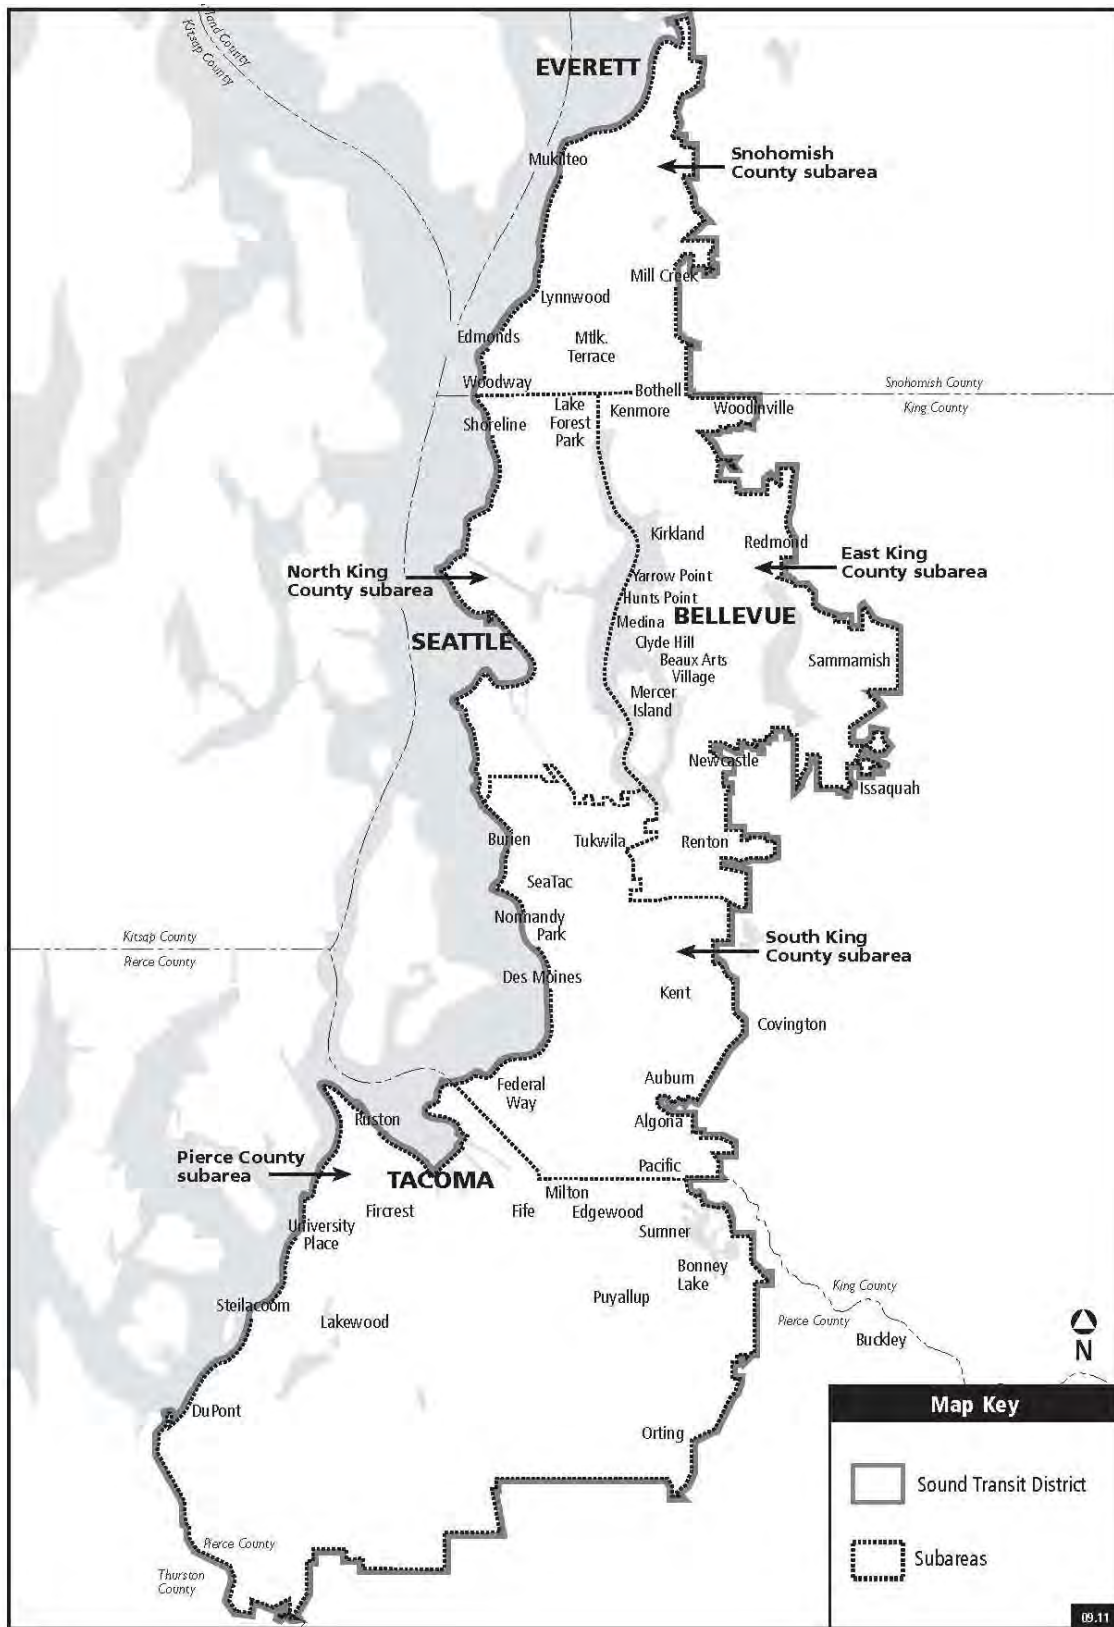 land County
Kitsap County
EVERETT
Mukilteo
Snohomish
County subarea
Mill Creek
Lynnwood
Edmonds
Mtlk.
Terrace
Woodway
Bothell
Snohomish County
King County
Lake
Forest
Park
Kenmore
Woodinville
Shoreline
Kirkland
Redmond
North King
County subarea
East King
County subarea
Yarrow Point
Hunts Point
Medina
BELLEVUE
SEATTLE
Clyde Hill
Beaux Arts
Village
Sammamish
Mercer
Island
Newcastle
Issaquah
Burien
Tukwila
Renton
SeaTac
Normandy
Park
Kitsap County
Pierce County
South King
County subarea
Des Moines
Kent
Covington
Federal
Way
Auburn
Algona
Ruston
Pierce County
subarea
TACOMA
Pacific
Milton
Fircrest
Fife
Edgewood
University
Place
Sumner
Bonney
Lake
Puyallup
King County
Pierce County
Steilacoom
Lakewood
Buckley
N
DuPont
Orting
Pierce County
Thurston
County
Map Key
Sound Transit District
Subareas
09.11